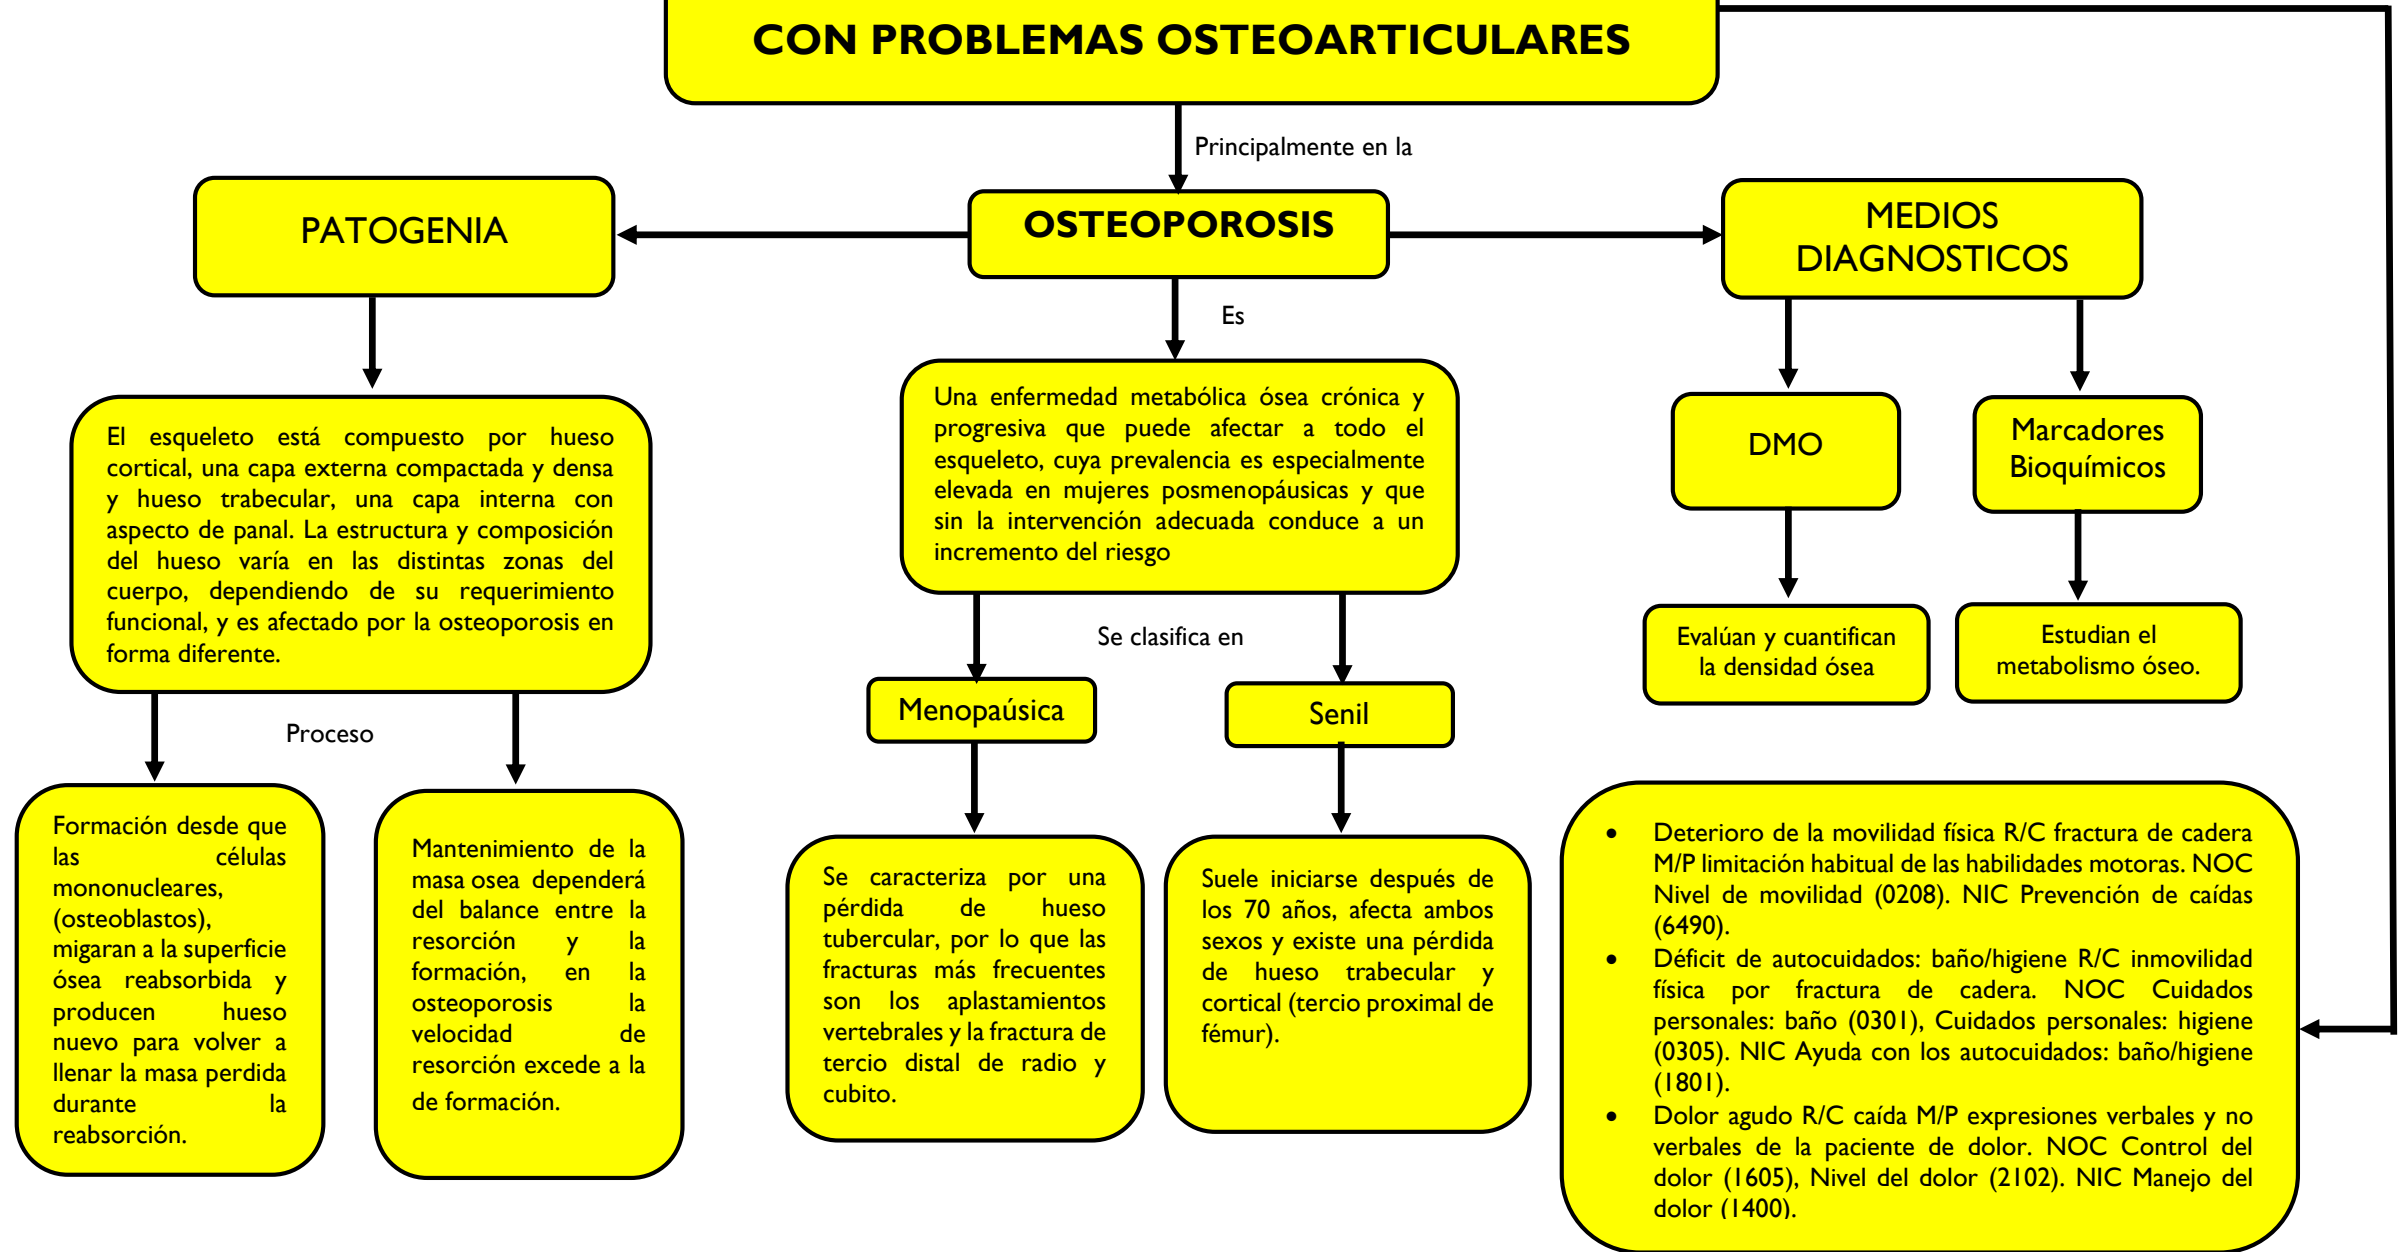 CON PROBLEMAS OSTEOARTICULARES
Principalmente en la
PATOGENIA
OSTEOPOROSIS
MEDIOS
DIAGNOSTICOS
Es
El esqueleto está compuesto por hueso
cortical, una capa externa compactada y densa
y hueso trabecular, una capa interna con
aspecto de panal. La estructura y composición
del hueso varía en las distintas zonas del
cuerpo, dependiendo de su requerimiento
funcional, y es afectado por la osteoporosis en
forma diferente.
Una enfermedad metabólica ósea crónica y
progresiva que puede afectar a todo el
esqueleto, cuya prevalencia es especialmente
elevada en mujeres posmenopáusicas y que
sin la intervención adecuada conduce a un
incremento del riesgo
DMO
Marcadores
Bioquímicos
Evalúan y cuantifican
la densidad ósea
Estudian el
metabolismo óseo.
Se clasifica en
Menopaúsica
Senil
Proceso
Formación desde que
las células
mononucleares,
(osteoblastos),
migaran a la superficie
ósea reabsorbida y
producen hueso
nuevo para volver a
llenar la masa perdida
durante la
reabsorción.
Mantenimiento de la
masa osea dependerá
del balance entre la
resorción y la
formación, en la
osteoporosis la
velocidad de
resorción excede a la
de formación.
Se caracteriza por una
pérdida de hueso
tubercular, por lo que las
fracturas más frecuentes
son los aplastamientos
vertebrales y la fractura de
tercio distal de radio y
cubito.
Suele iniciarse después de
los 70 años, afecta ambos
sexos y existe una pérdida
de hueso trabecular y
cortical (tercio proximal de
fémur).
• Deterioro de la movilidad física R/C fractura de cadera
M/P limitación habitual de las habilidades motoras. NOC
Nivel de movilidad (0208). NIC Prevención de caídas
(6490).
• Déficit de autocuidados: baño/higiene R/C inmovilidad
física por fractura de cadera. NOC Cuidados
personales: baño (0301), Cuidados personales: higiene
(0305). NIC Ayuda con los autocuidados: baño/higiene
(1801).
• Dolor agudo R/C caída M/P expresiones verbales y no
verbales de la paciente de dolor. NOC Control del
dolor (1605), Nivel del dolor (2102). NIC Manejo del
dolor (1400).